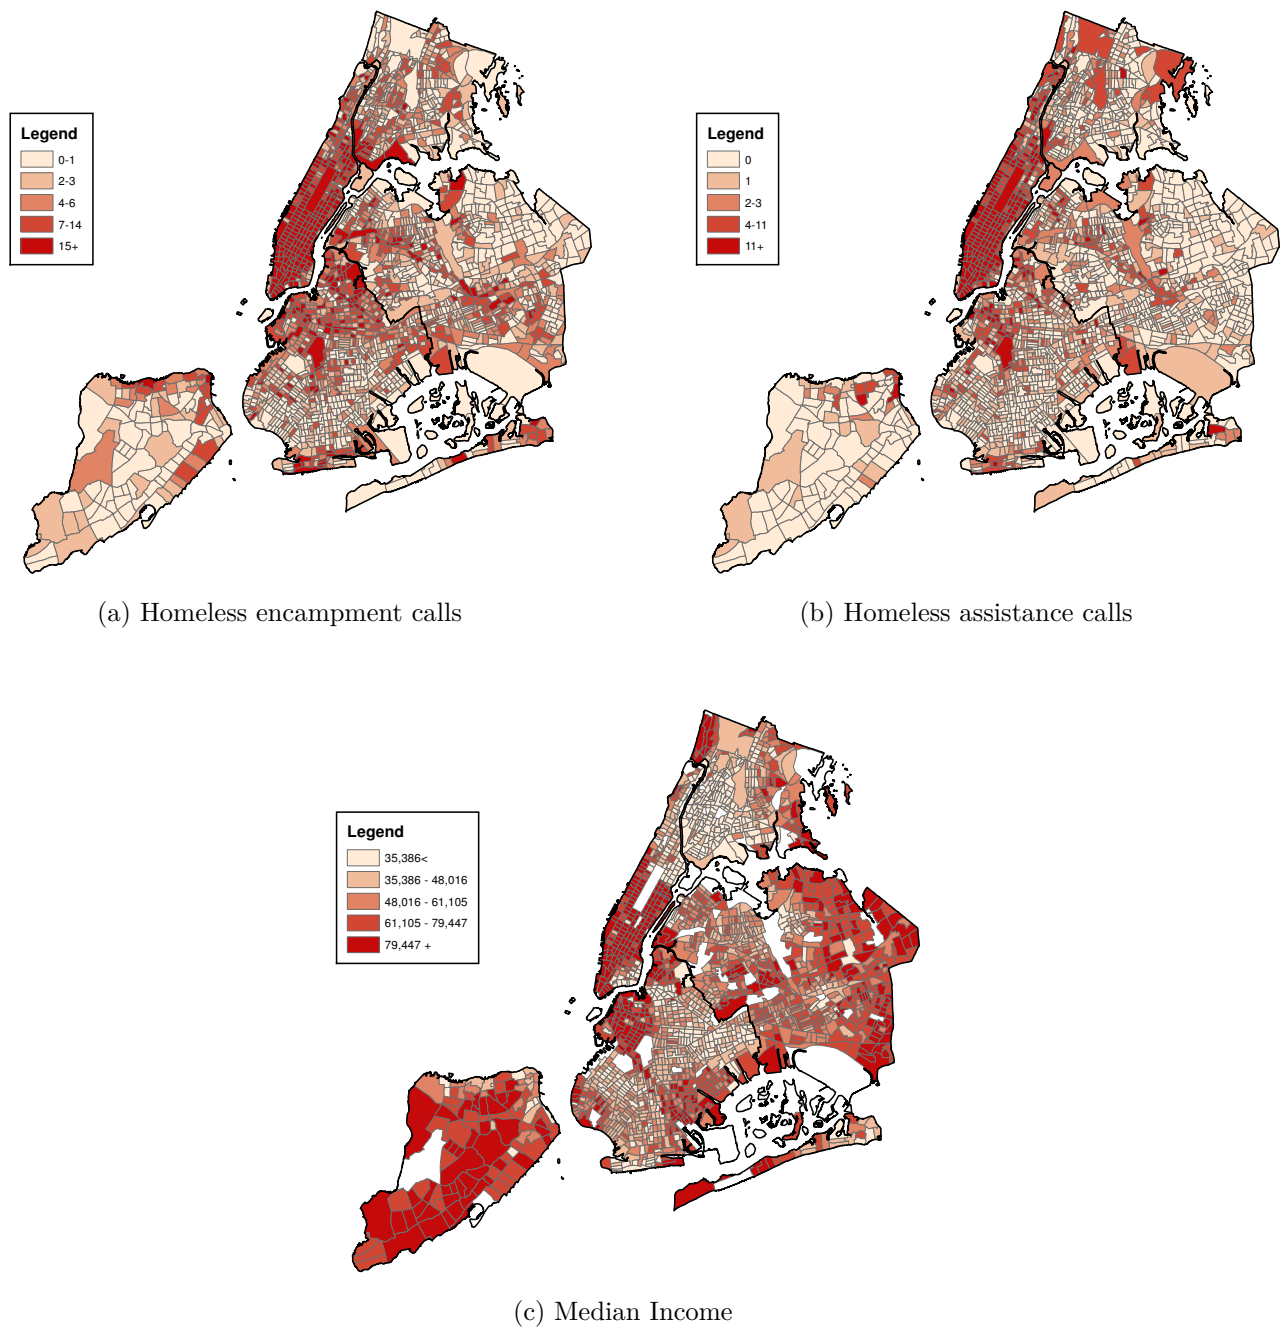 Legend
0-1
2-3
4-6
7-14
15+
Legend
0
1
2-3
4-11
11+
(a) Homeless encampment calls
(b) Homeless assistance calls
Legend
35,386<
35,386 - 48,016
48,016 - 61,105
61,105 - 79,447
79,447 +
(c) Median Income